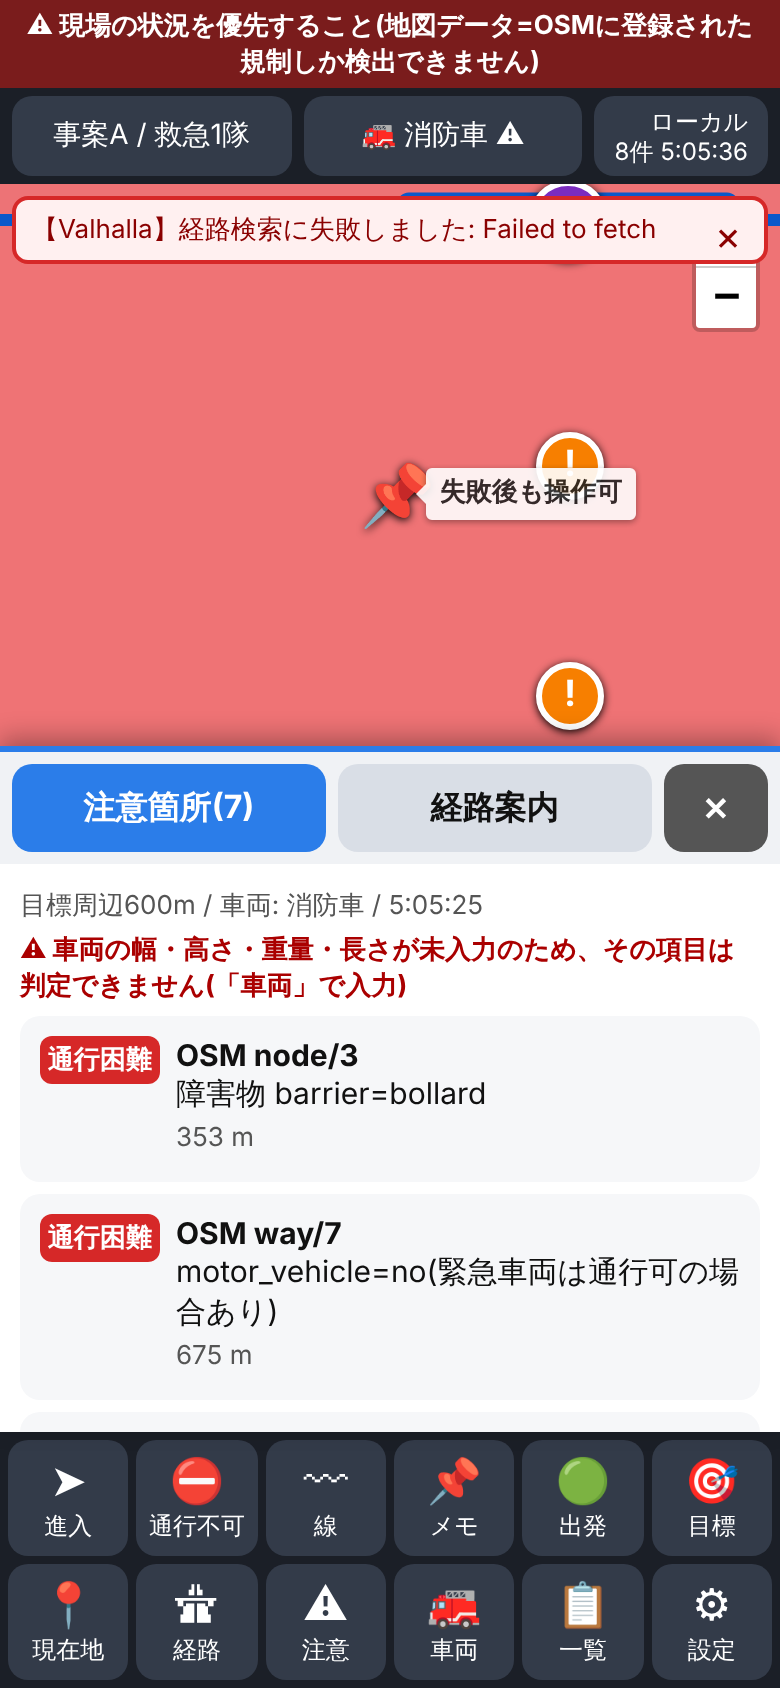 ⚠ 現場の状況を優先すること(地図データ=OSMに登録された
規制しか検出できません)
事案A / 救急1隊
🚒 消防車 ⚠
ローカル
8件 5:05:36
【Valhalla】経路検索に失敗しました: Failed to fetch ✕
−
!
失敗後も操作可
!
注意箇所(7)
経路案内
✕
目標周辺600m / 車両: 消防車 / 5:05:25
⚠ 車両の幅・高さ・重量・長さが未入力のため、その項目は
判定できません(「車両」で入力)
通行困難
OSM node/3
障害物 barrier=bollard
353 m
通行困難
OSM way/7
motor_vehicle=no(緊急車両は通行可の場
合あり)
675 m
進入
通行不可
線
メモ
出発
目標
現在地
経路
注意
車両
一覧
設定